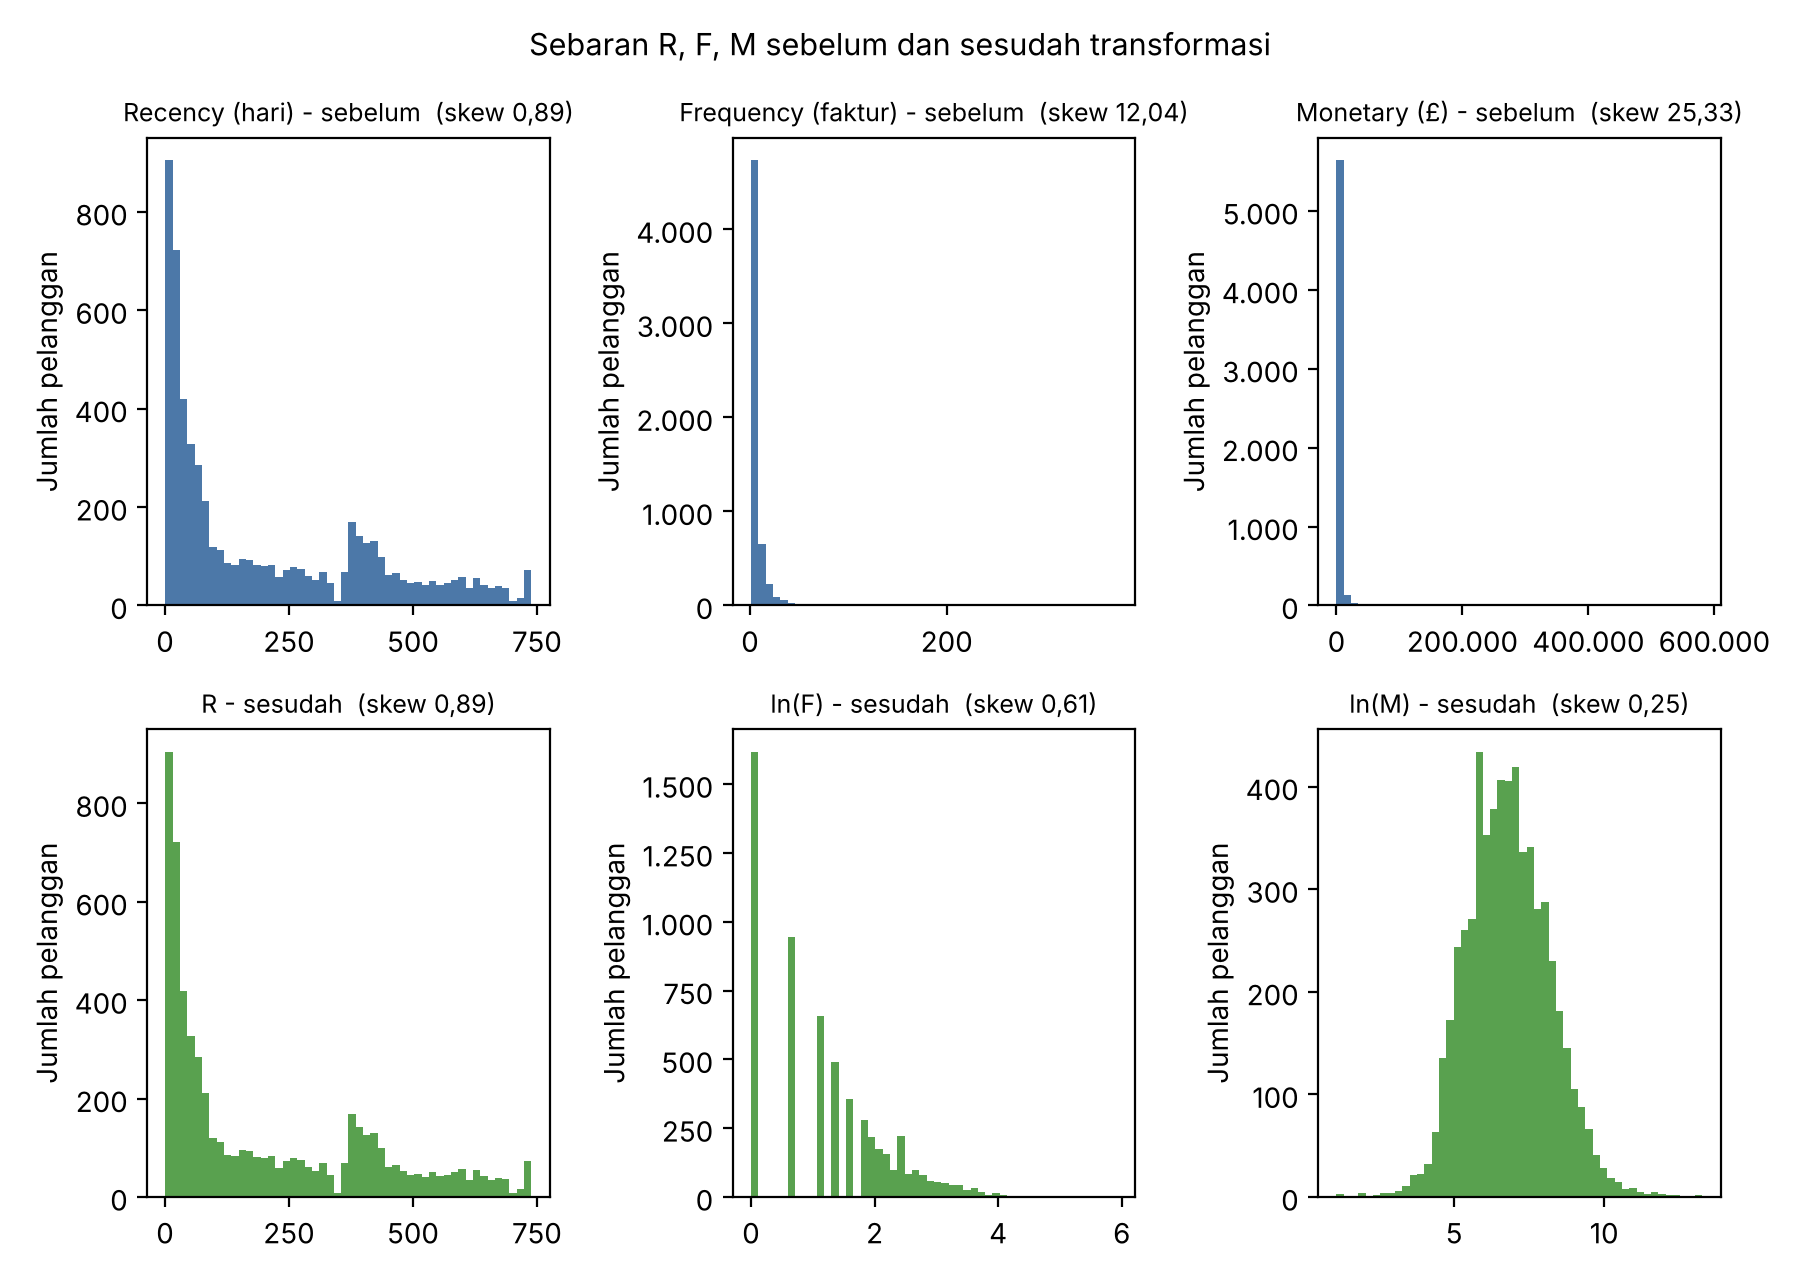 Sebaran R, F, M sebelum dan sesudah transformasi
Recency (hari) - sebelum  (skew 0,89)
Jumlah pelanggan
800
600
400
200
0
0 250 500 750
Frequency (faktur) - sebelum  (skew 12,04)
Jumlah pelanggan
4.000
3.000
2.000
1.000
0
0 200
Monetary (£) - sebelum  (skew 25,33)
Jumlah pelanggan
5.000
4.000
3.000
2.000
1.000
0
0 200.000 400.000 600.000
R - sesudah  (skew 0,89)
Jumlah pelanggan
800
600
400
200
0
0 250 500 750
ln(F) - sesudah  (skew 0,61)
Jumlah pelanggan
1.500
1.250
1.000
750
500
250
0
0 2 4 6
ln(M) - sesudah  (skew 0,25)
Jumlah pelanggan
400
300
200
100
0
5 10